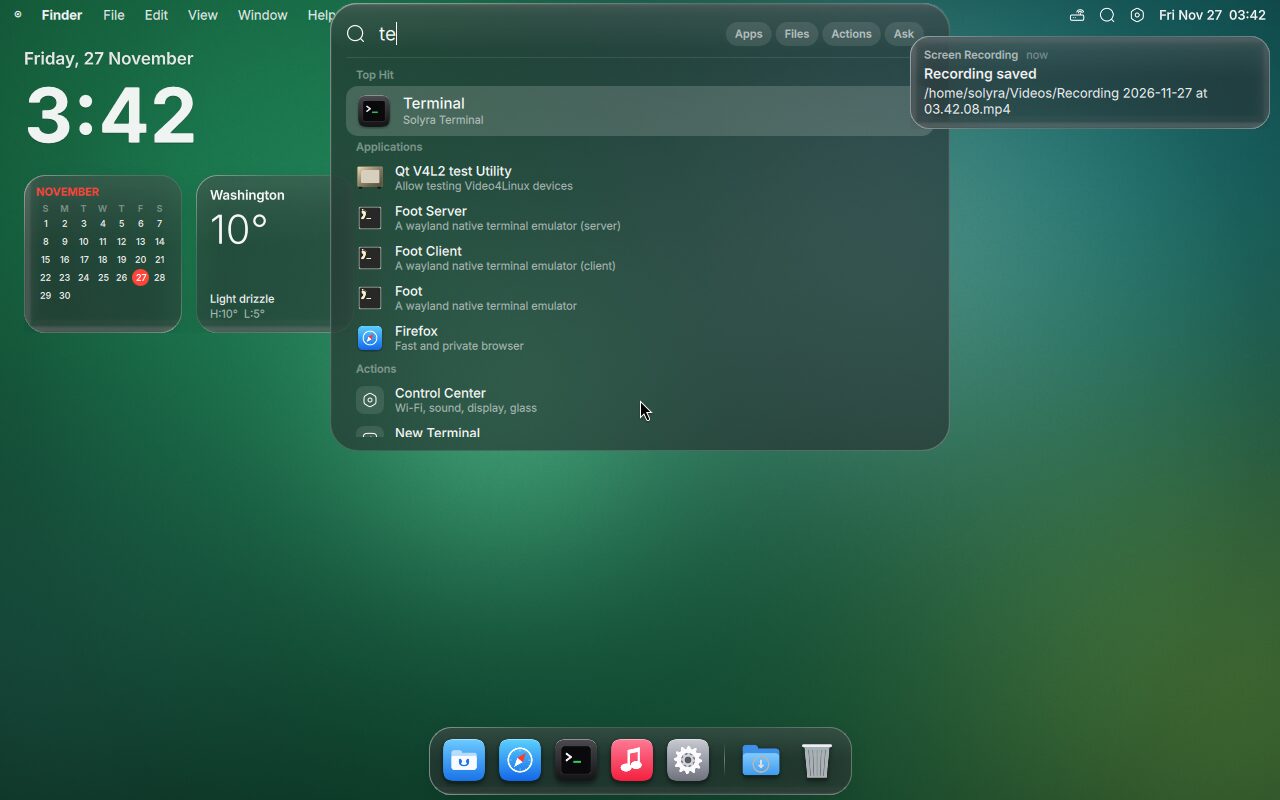 Finder File Edit View Window Help
Fri Nov 27 03:42
te
Apps Files Actions Ask
Friday, 27 November
3:42
Screen Recording now
Recording saved
/home/solyra/Videos/Recording 2026-11-27 at
03.42.08.mp4
Top Hit
Terminal
Solyra Terminal
Applications
Qt V4L2 test Utility
Allow testing Video4Linux devices
Foot Server
A wayland native terminal emulator (server)
Foot Client
A wayland native terminal emulator (client)
Foot
A wayland native terminal emulator
Firefox
Fast and private browser
Actions
Control Center
Wi-Fi, sound, display, glass
New Terminal
NOVEMBER
S M T W T F S
1 2 3 4 5 6 7
8 9 10 11 12 13 14
15 16 17 18 19 20 21
22 23 24 25 26 27 28
29 30
Washington
10°
Light drizzle
H:10° L:5°